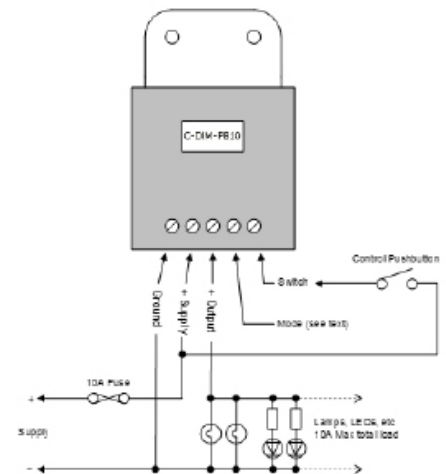 C-DIM-PB10
Control Pushbutton
Switch
Mode (see text)
Ground
+ Supply
+ Output
10A Fuse
+
Supply
-
Lamps, LEDs, etc
10A Max total load